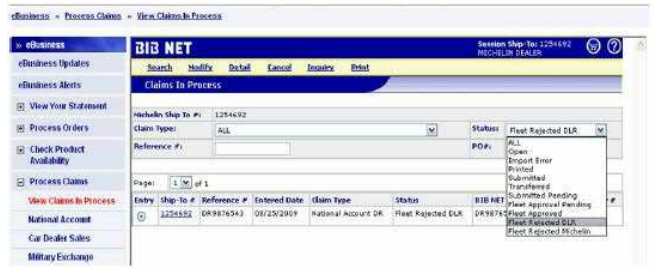 eBusiness » Process Claims » View Claims In Process
» eBusiness
eBusiness Updates
eBusiness Alerts
View Your Statement
Process Orders
Check Product
Availability
Process Claims
View Claims In Process
National Account
Car Dealer Sales
Military Exchange
BIB NET
Session Ship-To: 1254692
MICHELIN DEALER
Search Modify Detail Cancel Inquiry Print
Claims In Process
Michelin Ship To #: 1254692
Claim Type: ALL Status: Fleet Rejected DLR
Reference #: PO#:
ALL
Open
Import Error
Printed
Submitted
Transferred
Submitted Pending
Fleet Approval Pending
Fleet Approved
Fleet Rejected DLR
Fleet Rejected Michelin
Page: 1 of 1
Entry Ship-To # Reference # Entered Date Claim Type Status BIB NET #
1254692 DR9876543 08/25/2009 National Account DR Fleet Rejected DLR DR98765